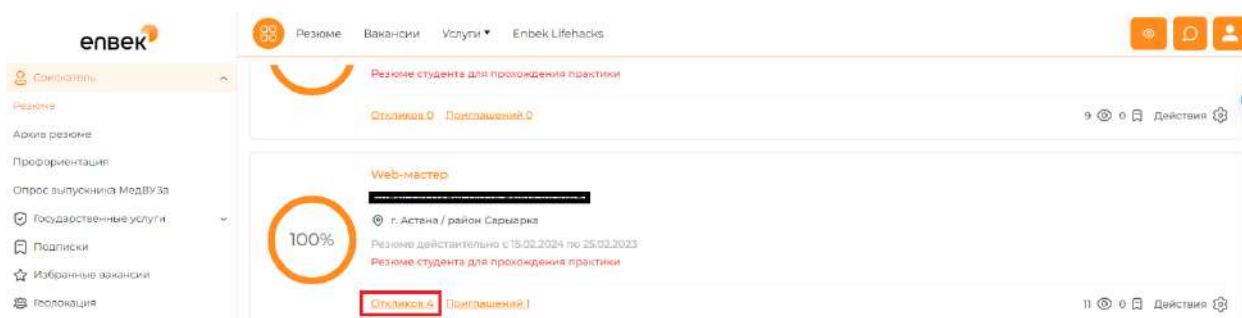 enbek
Резюме Вакансии Услуги Enbek Lifehacks
Соискатель
Резюме
Архив резюме
Профориентация
Опрос выпускника МедВУЗа
Государственные услуги
Подписки
Избранные вакансии
Геолокация
Резюме студента для прохождения практики
Откликов 0 Приглашений 0
9 0 Действия
Web-мастер
г. Астана / район Сарыарка
100%
Резюме действительно с 15.02.2024 по 25.02.2023
Резюме студента для прохождения практики
Откликов 4 Приглашений 1
11 0 Действия